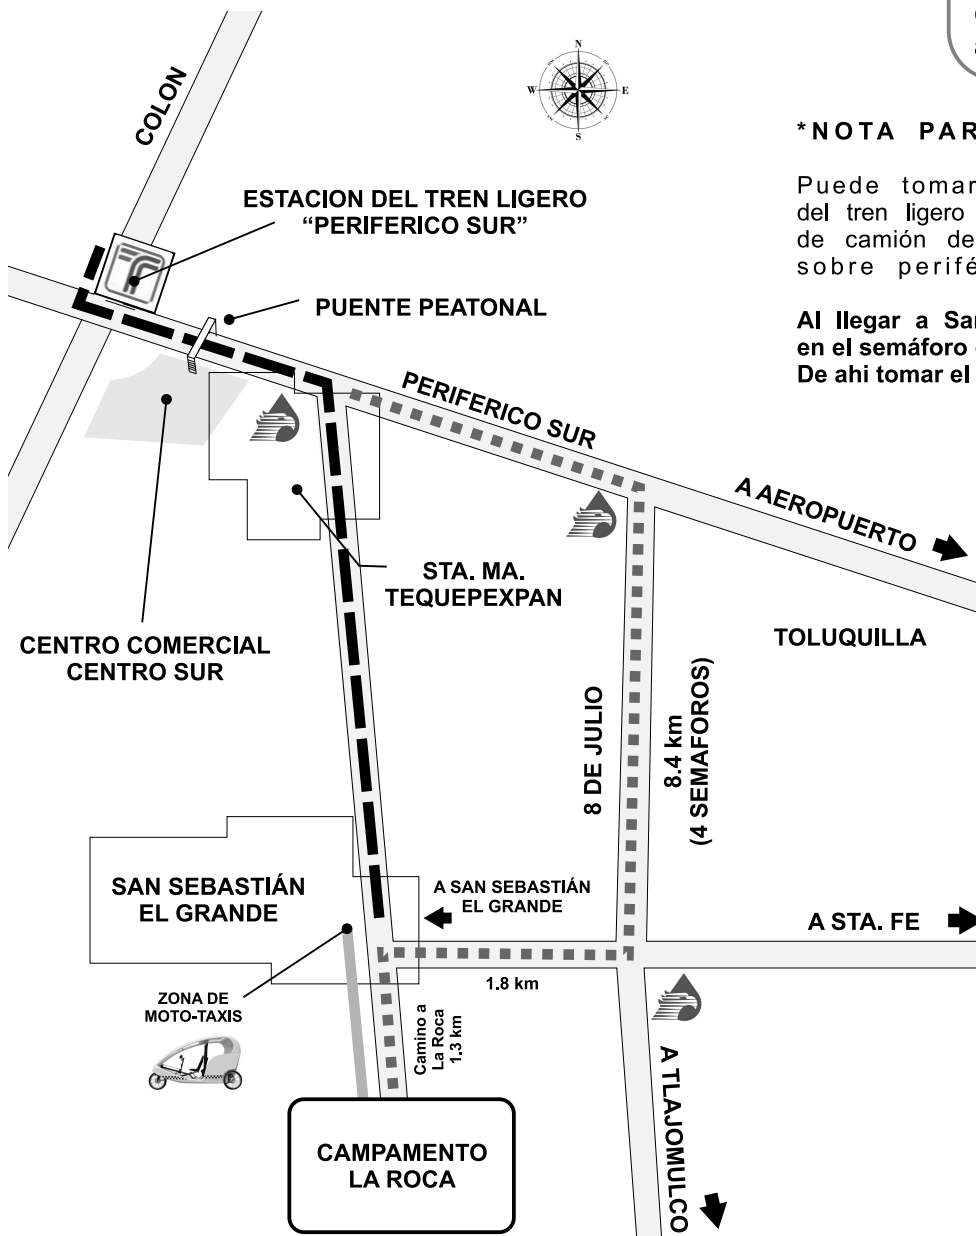 COLON
N
W
E
S
*NOTA PAR
Puede tomar
del tren ligero
de camión de
sobre perifé
Al llegar a Sa
en el semáforo
De ahi tomar el
ESTACION DEL TREN LIGERO
“PERIFERICO SUR”
PUENTE PEATONAL
PERIFERICO SUR
A AEROPUERTO
STA. MA.
TEQUEPEXPAN
CENTRO COMERCIAL
CENTRO SUR
TOLUQUILLA
8 DE JULIO
8.4 km
(4 SEMAFOROS)
SAN SEBASTIÁN
EL GRANDE
A SAN SEBASTIÁN
EL GRANDE
A STA. FE
1.8 km
ZONA DE
MOTO-TAXIS
Camino a
La Roca
1.3 km
A TLAJOMULCO
CAMPAMENTO
LA ROCA